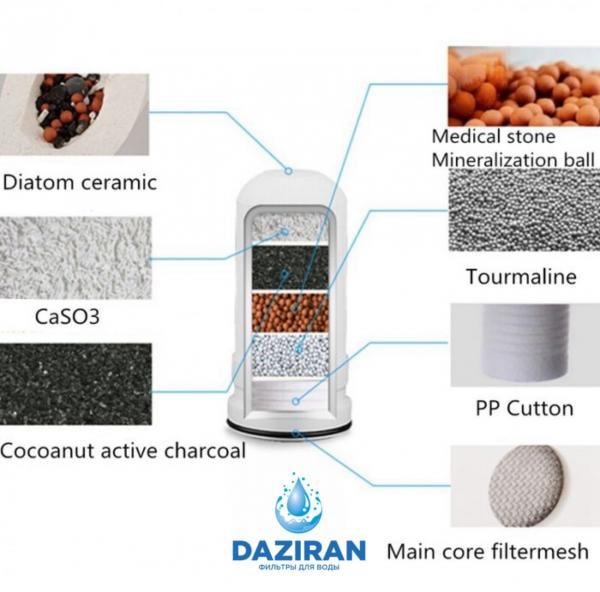 Diatom ceramic
CaSO3
Cocoanut active charcoal
Medical stone
Mineralization ball
Tourmaline
PP Cutton
Main core filtermesh
DAZIRAN
ФИЛЬТРЫ ДЛЯ ВОДЫ